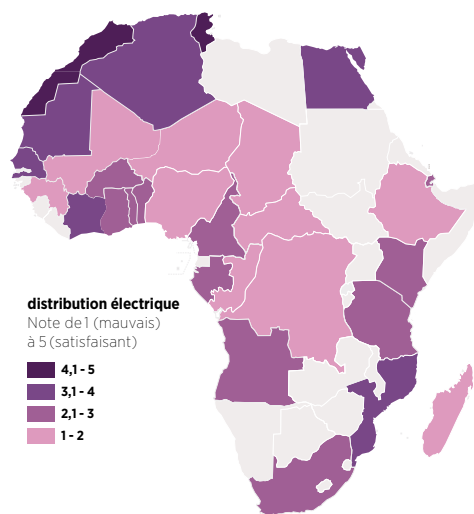 distribution électrique
Note de 1 (mauvais)
à 5 (satisfaisant)
4,1 - 5
3,1 - 4
2,1 - 3
1 - 2